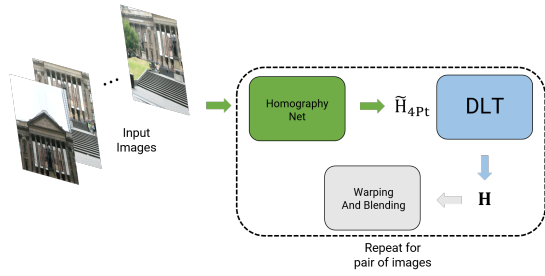 Input
Images
Homography
Net
H̃4Pt
DLT
H
Warping
And Blending
Repeat for
pair of images